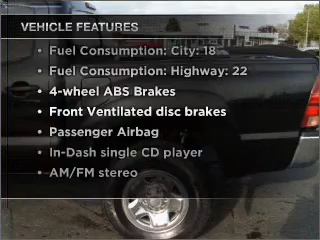 VEHICLE FEATURES
• Fuel Consumption: City: 18
• Fuel Consumption: Highway: 22
• 4-wheel ABS Brakes
• Front Ventilated disc brakes
• Passenger Airbag
• In-Dash single CD player
• AM/FM stereo